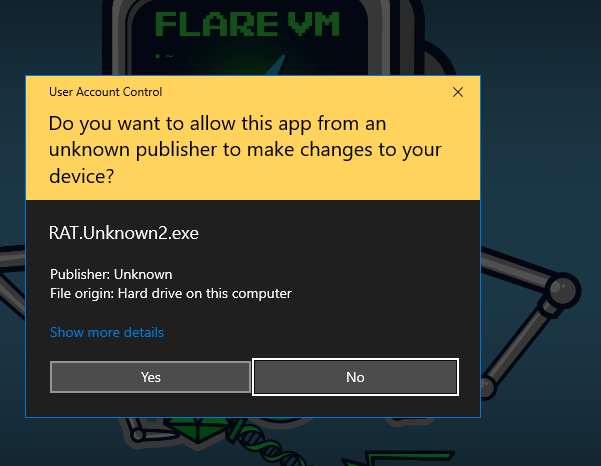 FLARE VM
:~
User Account Control
Do you want to allow this app from an
unknown publisher to make changes to your
device?
RAT.Unknown2.exe
Publisher: Unknown
File origin: Hard drive on this computer
Show more details
Yes
No